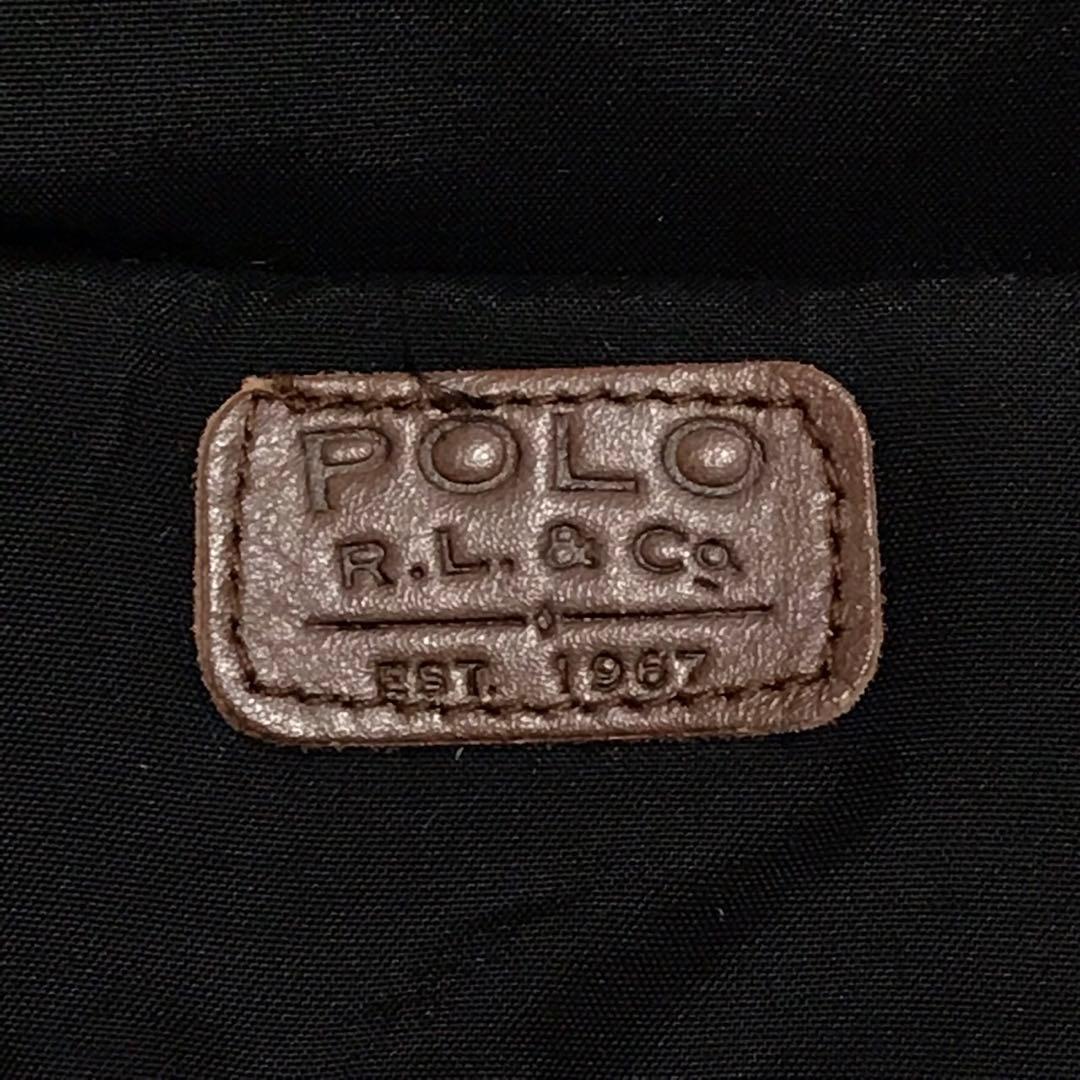 POLO
R.L. & Co
EST. 1967